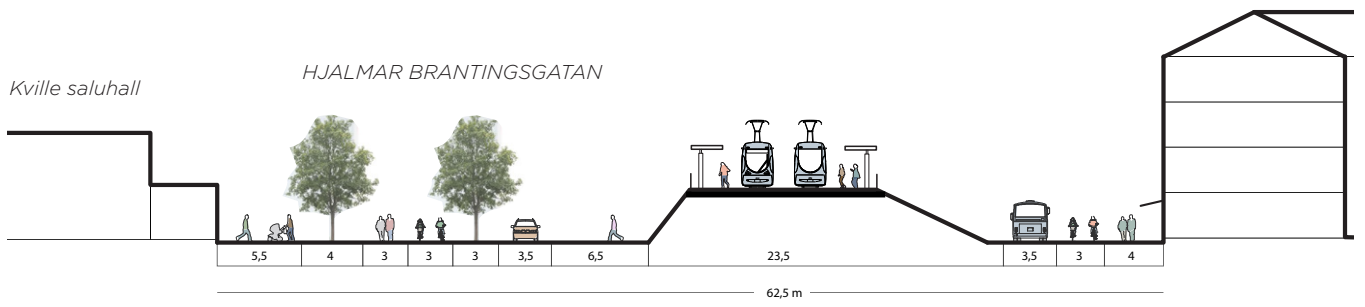 HJALMAR BRANTINGSGATAN
Kville saluhall
5,5 4 3 3 3 3,5 6,5 23,5 3,5 3 4
62,5 m